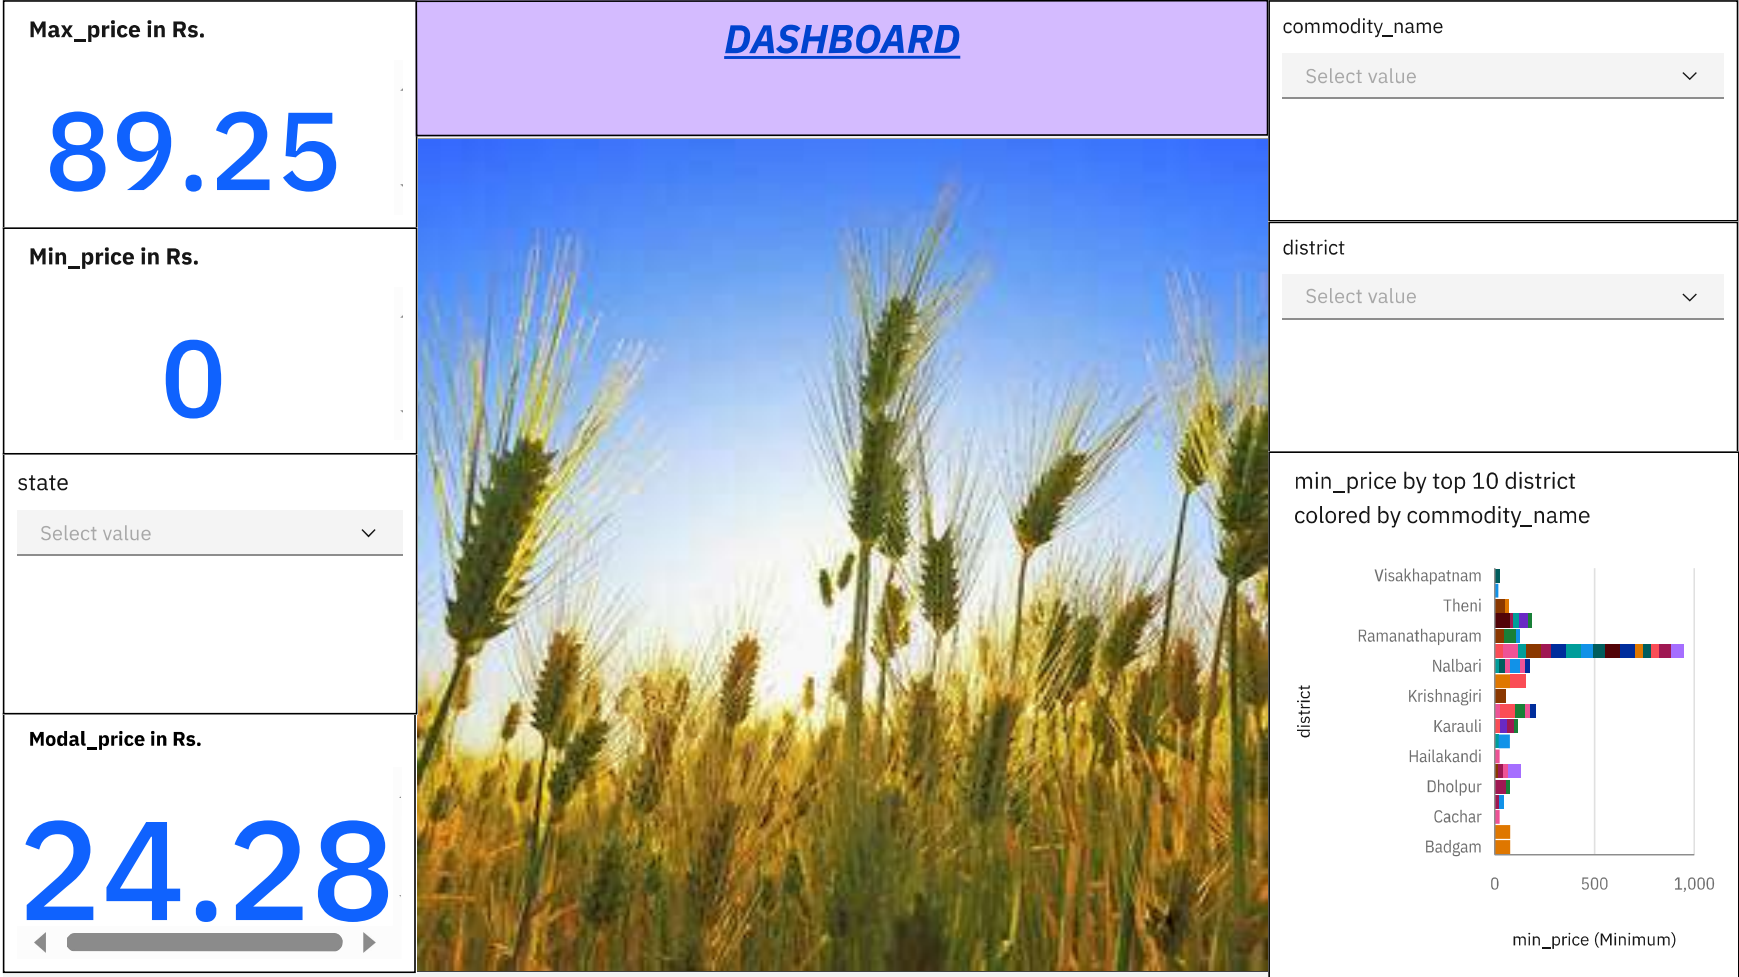 Max_price in Rs.
89.25
Min_price in Rs.
0
state
Select value
Modal_price in Rs.
24.28
DASHBOARD
commodity_name
Select value
district
Select value
min_price by top 10 district
colored by commodity_name
district
Visakhapatnam
Theni
Ramanathapuram
Nalbari
Krishnagiri
Karauli
Hailakandi
Dholpur
Cachar
Badgam
0 500 1,000
min_price (Minimum)